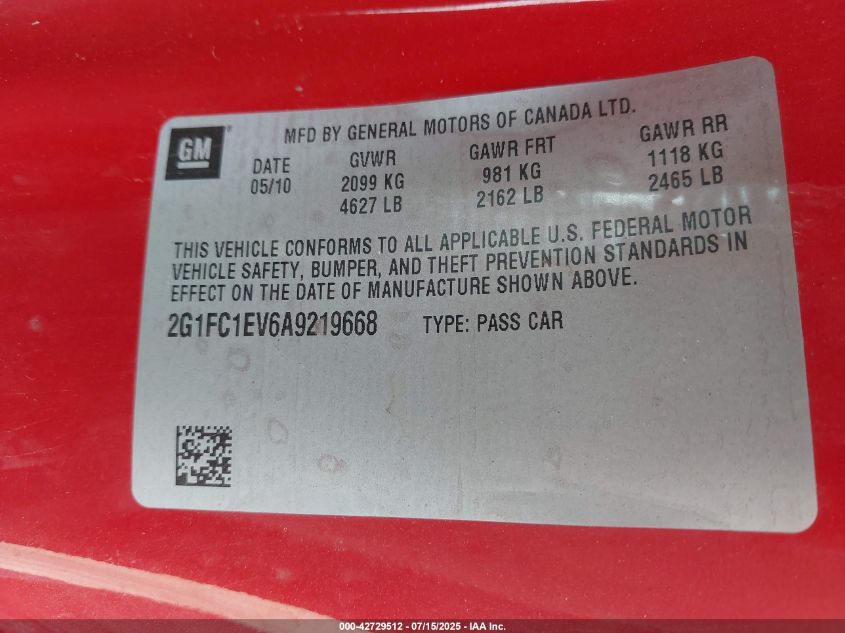 GM
MFD BY GENERAL MOTORS OF CANADA LTD.
DATE GVWR GAWR FRT GAWR RR
05/10 2099 KG 981 KG 1118 KG
4627 LB 2162 LB 2465 LB
THIS VEHICLE CONFORMS TO ALL APPLICABLE U.S. FEDERAL MOTOR
VEHICLE SAFETY, BUMPER, AND THEFT PREVENTION STANDARDS IN
EFFECT ON THE DATE OF MANUFACTURE SHOWN ABOVE.
2G1FC1EV6A9219668 TYPE: PASS CAR
000-42729512 - 07/15/2025 - IAA Inc.